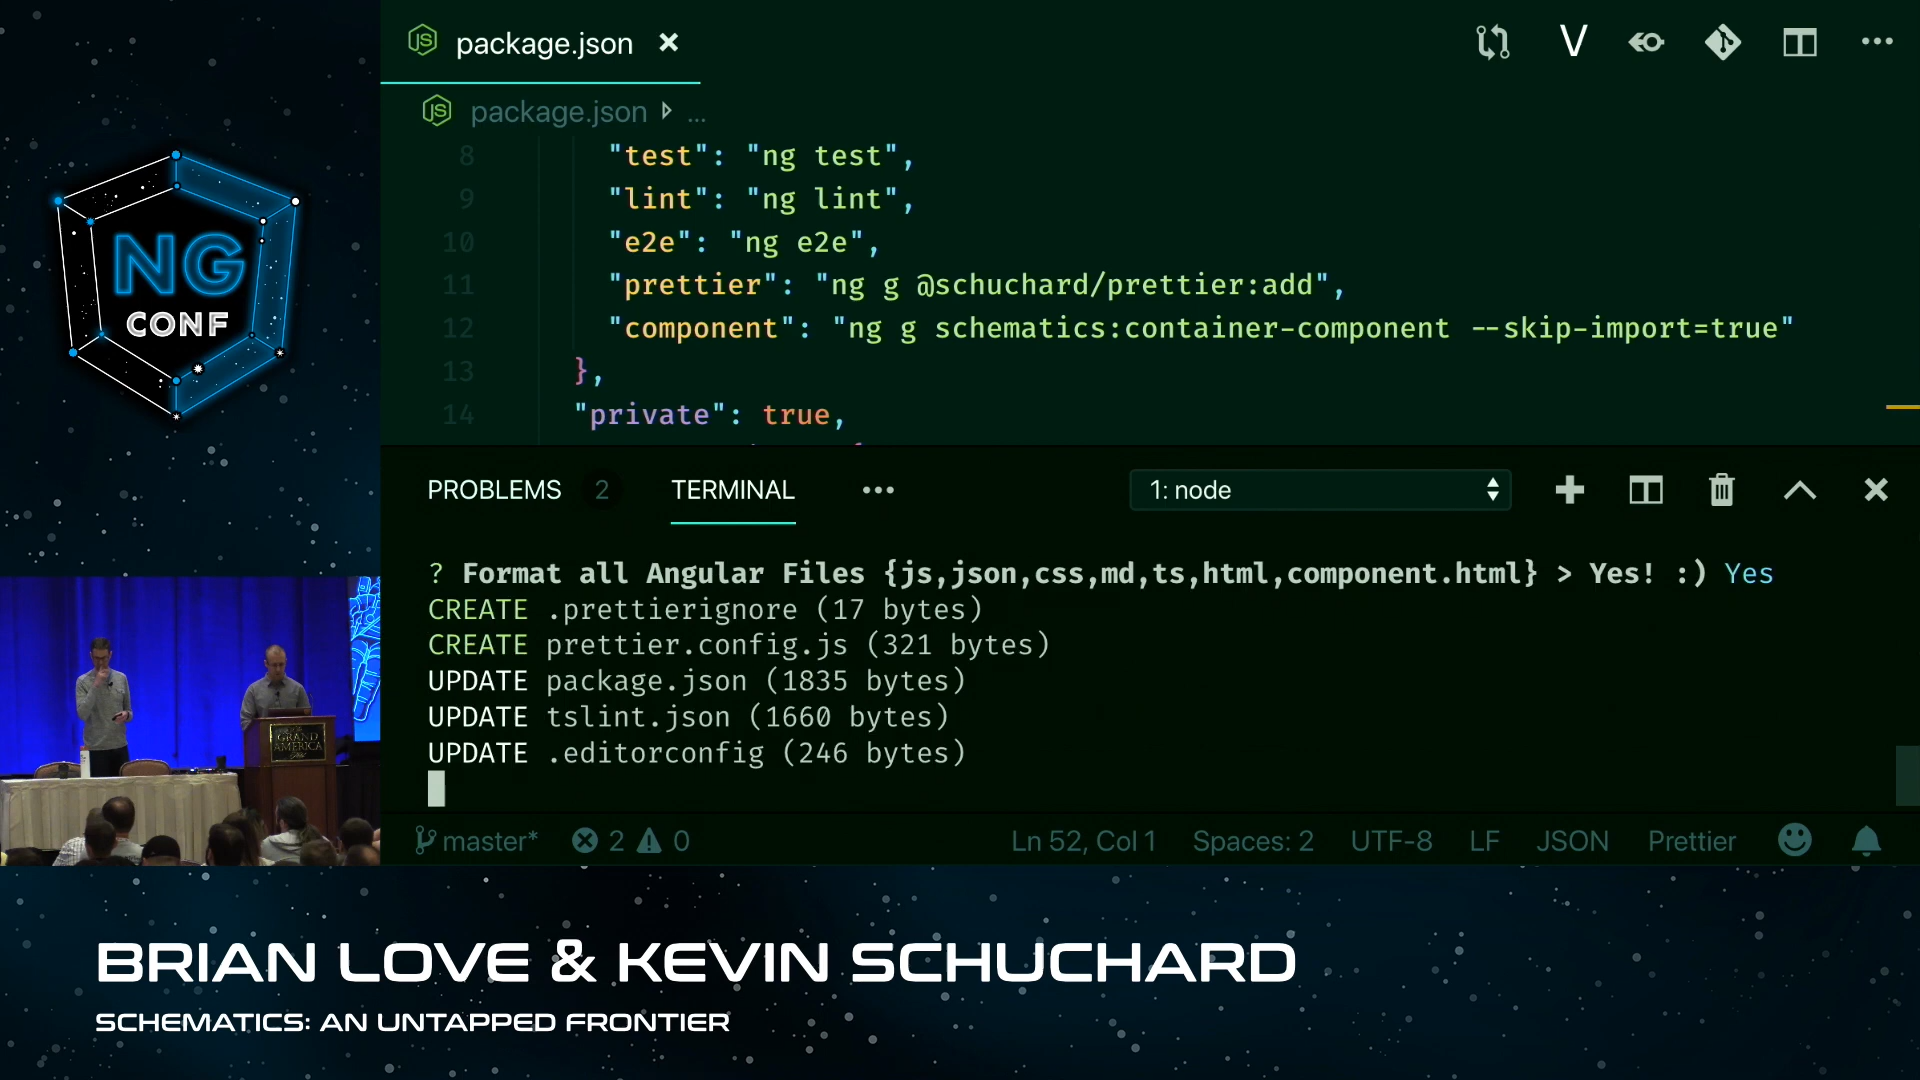 NG
CONF
package.json
V
package.json ...
8 "test": "ng test",
9 "lint": "ng lint",
10 "e2e": "ng e2e",
11 "prettier": "ng g @schuchard/prettier:add",
12 "component": "ng g schematics:container-component --skip-import=true"
13 },
14 "private": true,
PROBLEMS 2 TERMINAL ... 1: node
? Format all Angular Files {js,json,css,md,ts,html,component.html} > Yes! :) Yes
CREATE .prettierignore (17 bytes)
CREATE prettier.config.js (321 bytes)
UPDATE package.json (1835 bytes)
UPDATE tslint.json (1660 bytes)
UPDATE .editorconfig (246 bytes)
master* 2 0 Ln 52, Col 1 Spaces: 2 UTF-8 LF JSON Prettier
GRAND
AMERICA
BRIAN LOVE & KEVIN SCHUCHARD
SCHEMATICS: AN UNTAPPED FRONTIER